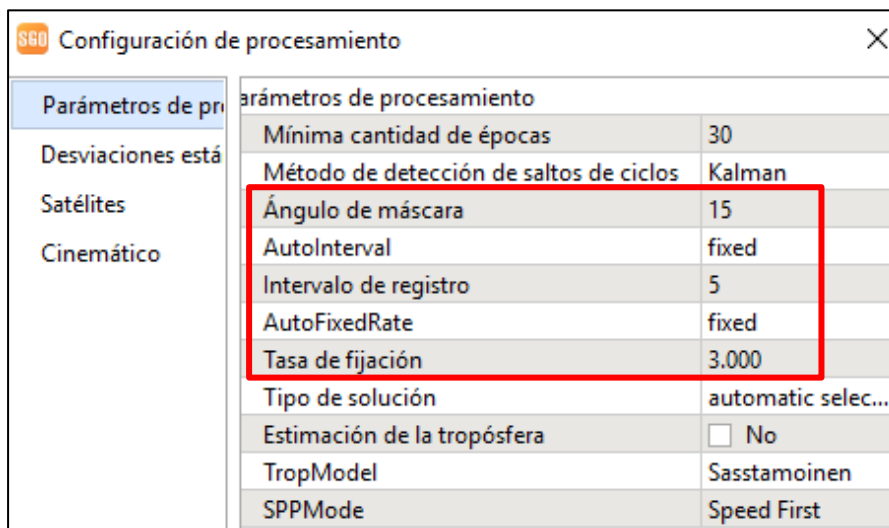 SGO Configuración de procesamiento
Parámetros de pr
Desviaciones está
Satélites
Cinemático
arámetros de procesamiento
Mínima cantidad de épocas 30
Método de detección de saltos de ciclos Kalman
Ángulo de máscara 15
AutoInterval fixed
Intervalo de registro 5
AutoFixedRate fixed
Tasa de fijación 3.000
Tipo de solución automatic selec...
Estimación de la tropósfera No
TropModel Sasstamoinen
SPPMode Speed First